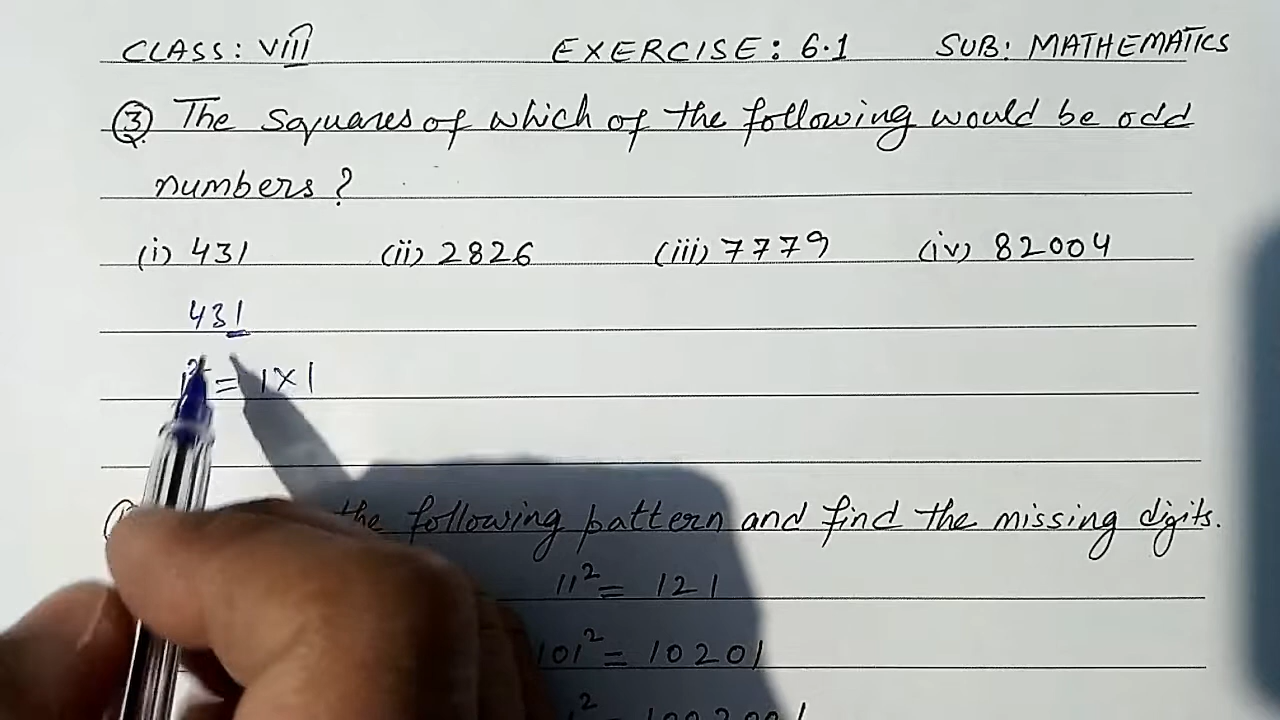 CLASS: VIII EXERCISE: 6.1 SUB: MATHEMATICS
③ The squares of which of the following would be odd
numbers?
(i) 431 (ii) 2826 (iii) 7779 (iv) 82004
431
1² = 1×1
the following pattern and find the missing digits.
11² = 121
101² = 10201